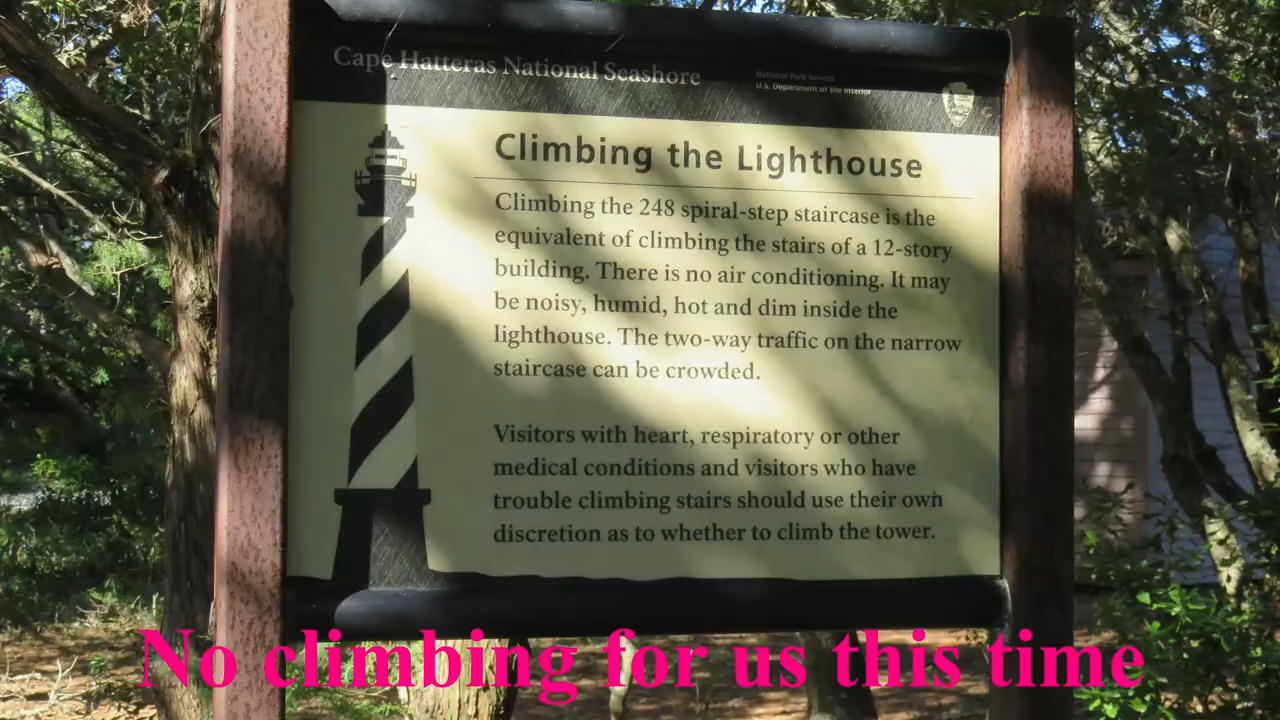 Cape Hatteras National Seashore
National Park Service
U.S. Department of the Interior
Climbing the Lighthouse
Climbing the 248 spiral-step staircase is the
equivalent of climbing the stairs of a 12-story
building. There is no air conditioning. It may
be noisy, humid, hot and dim inside the
lighthouse. The two-way traffic on the narrow
staircase can be crowded.
Visitors with heart, respiratory or other
medical conditions and visitors who have
trouble climbing stairs should use their own
discretion as to whether to climb the tower.
No climbing for us this time